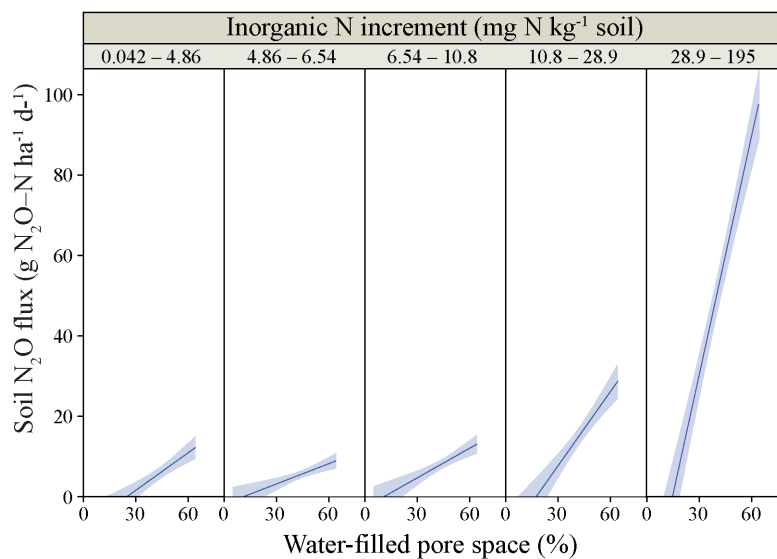 Inorganic N increment (mg N kg⁻¹ soil)
0.042 – 4.86 4.86 – 6.54 6.54 – 10.8 10.8 – 28.9 28.9 – 195
Soil N₂O flux (g N₂O–N ha⁻¹ d-¹)
100
80
60
40
20
0
0 30 60 0 30 60 0 30 60 0 30 60 0 30 60
Water-filled pore space (%)